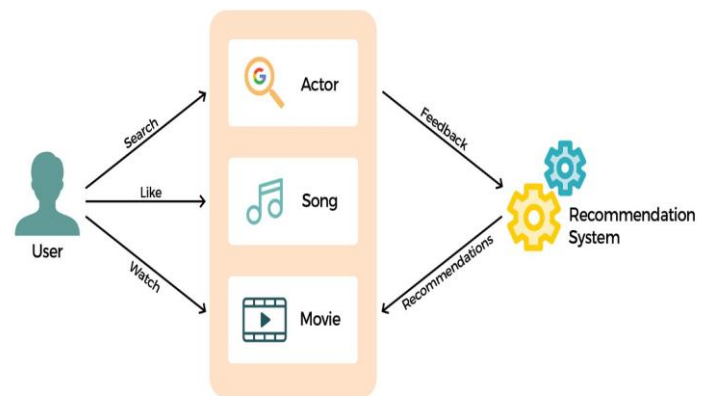 Search
Like
Watch
User
G
Actor
Song
Movie
Feedback
Recommendations
Recommendation
System